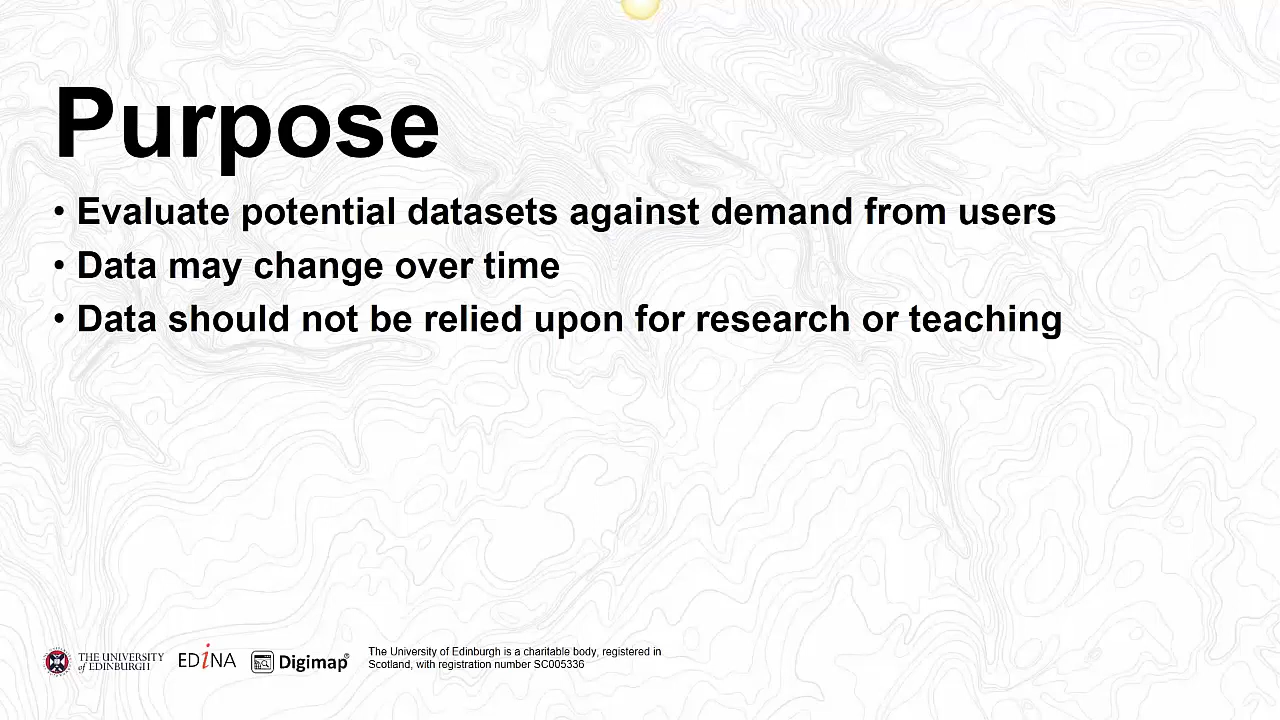 Purpose
• Evaluate potential datasets against demand from users
• Data may change over time
• Data should not be relied upon for research or teaching
THE UNIVERSITY
of EDINBURGH
EDiNA
Digimap®
The University of Edinburgh is a charitable body, registered in
Scotland, with registration number SC005336